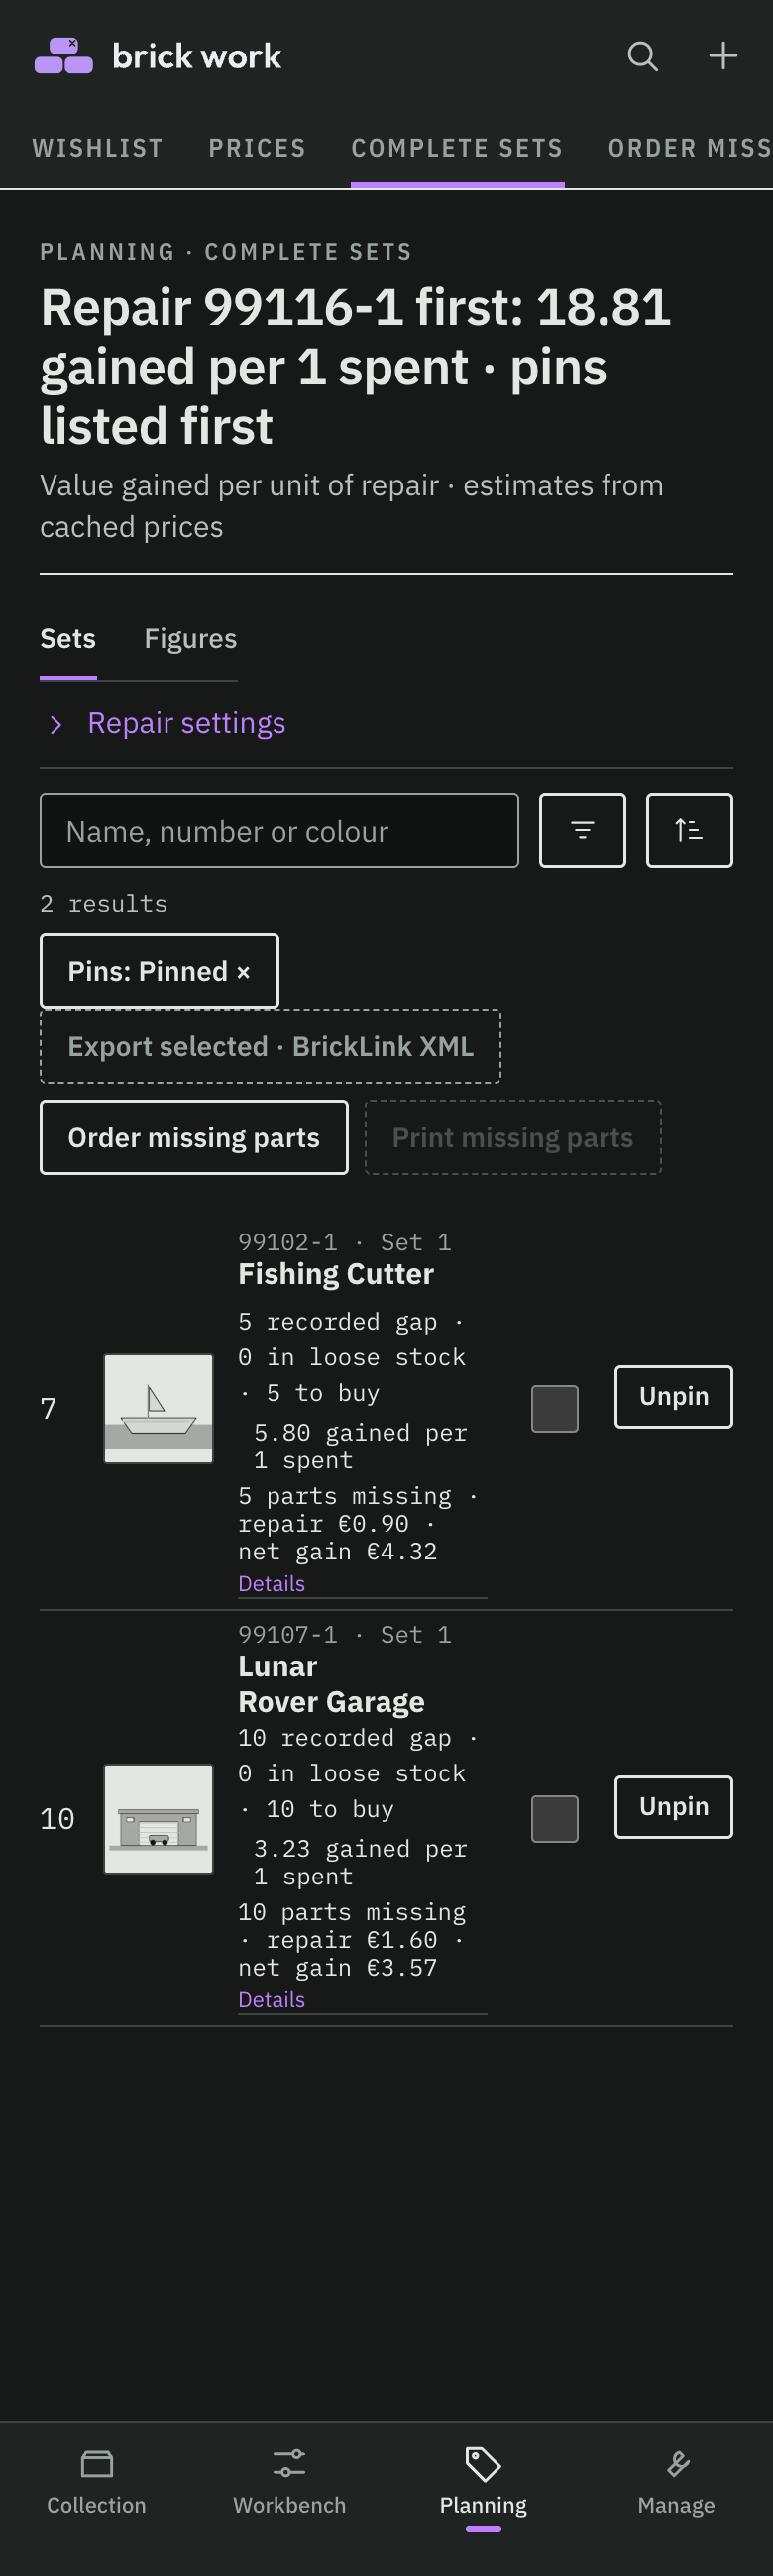 brick work
WISHLIST PRICES COMPLETE SETS ORDER MISS
PLANNING · COMPLETE SETS
Repair 99116-1 first: 18.81
gained per 1 spent · pins
listed first
Value gained per unit of repair · estimates from
cached prices
Sets Figures
Repair settings
Name, number or colour
2 results
Pins: Pinned ×
Export selected · BrickLink XML
Order missing parts Print missing parts
99102-1 · Set 1
Fishing Cutter
5 recorded gap ·
0 in loose stock
· 5 to buy
5.80 gained per
1 spent
5 parts missing ·
repair €0.90 ·
net gain €4.32
Details
7
Unpin
99107-1 · Set 1
Lunar
Rover Garage
10 recorded gap ·
0 in loose stock
· 10 to buy
3.23 gained per
1 spent
10 parts missing
· repair €1.60 ·
net gain €3.57
Details
10
Unpin
Collection Workbench Planning Manage